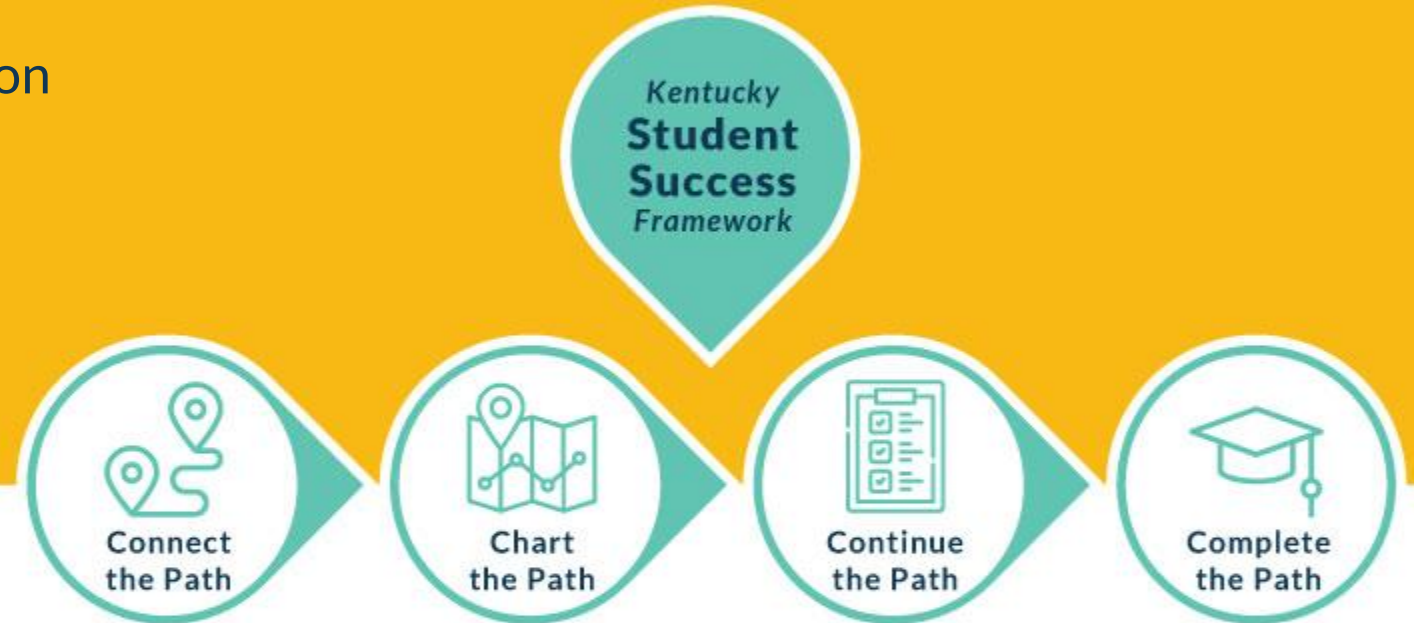 on
Kentucky
Student
Success
Framework
Connect
the Path
Chart
the Path
Continue
the Path
Complete
the Path